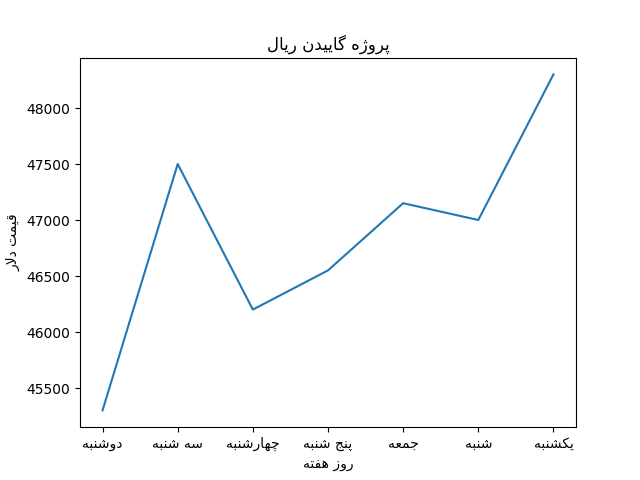 پروژه گاییدن ریال
قیمت دلار
48000
47500
47000
46500
46000
45500
دوشنبه
سه شنبه
چهارشنبه
پنج شنبه
جمعه
شنبه
یکشنبه
روز هفته